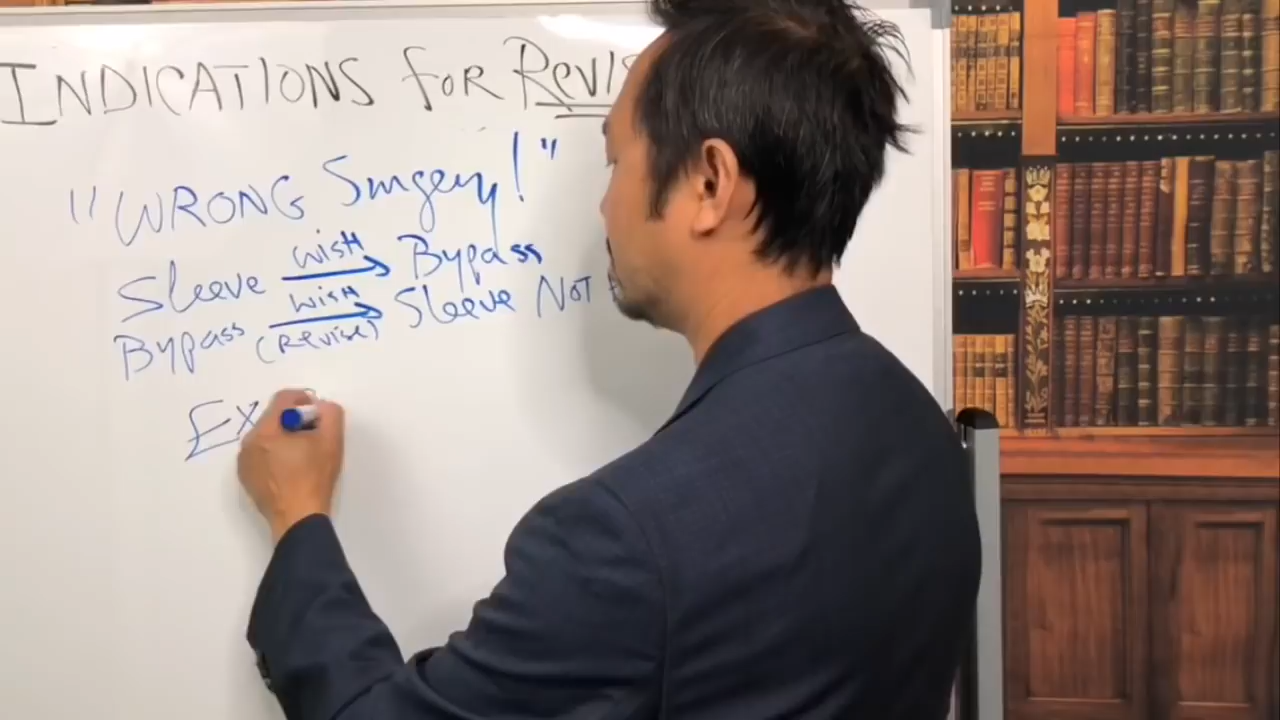 INDICATIONS FOR REVIS
"WRONG Surgery!"
Sleeve WISH Bypass
Bypass WISH (Revise) Sleeve NOT
EX